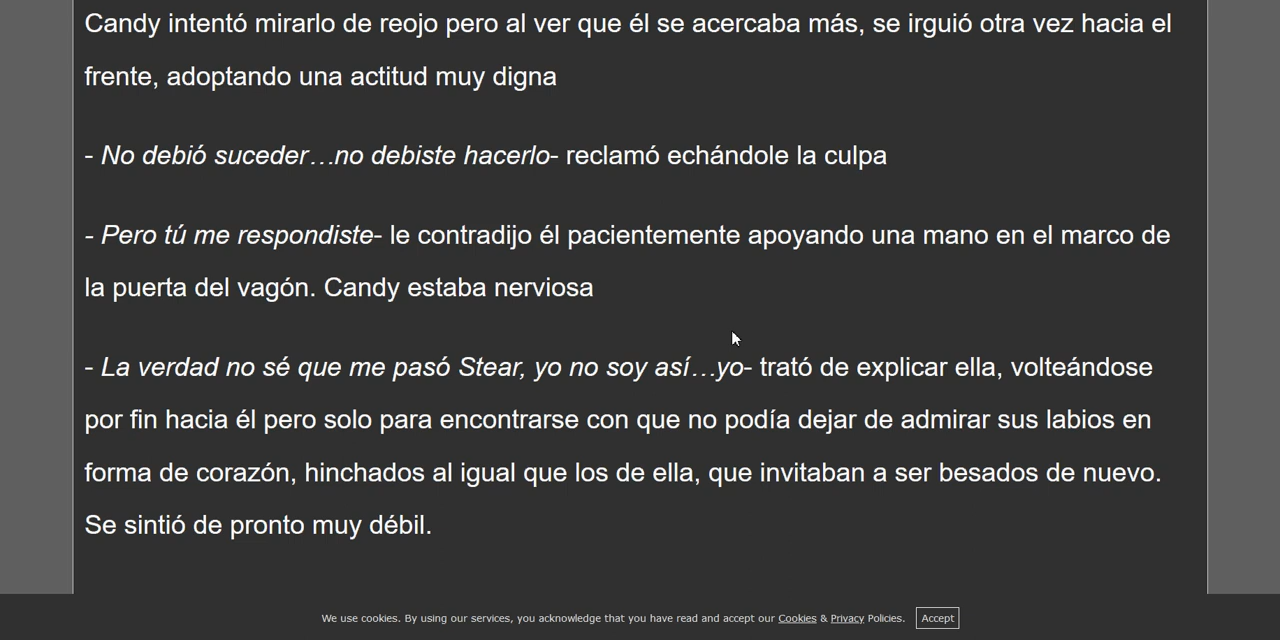 Candy intentó mirarlo de reojo pero al ver que él se acercaba más, se irguió otra vez hacia el
frente, adoptando una actitud muy digna
- No debió suceder…no debiste hacerlo- reclamó echándole la culpa
- Pero tú me respondiste- le contradijo él pacientemente apoyando una mano en el marco de
la puerta del vagón. Candy estaba nerviosa
- La verdad no sé que me pasó Stear, yo no soy así…yo- trató de explicar ella, volteándose
por fin hacia él pero solo para encontrarse con que no podía dejar de admirar sus labios en
forma de corazón, hinchados al igual que los de ella, que invitaban a ser besados de nuevo.
Se sintió de pronto muy débil.
We use cookies. By using our services, you acknowledge that you have read and accept our Cookies & Privacy Policies. Accept